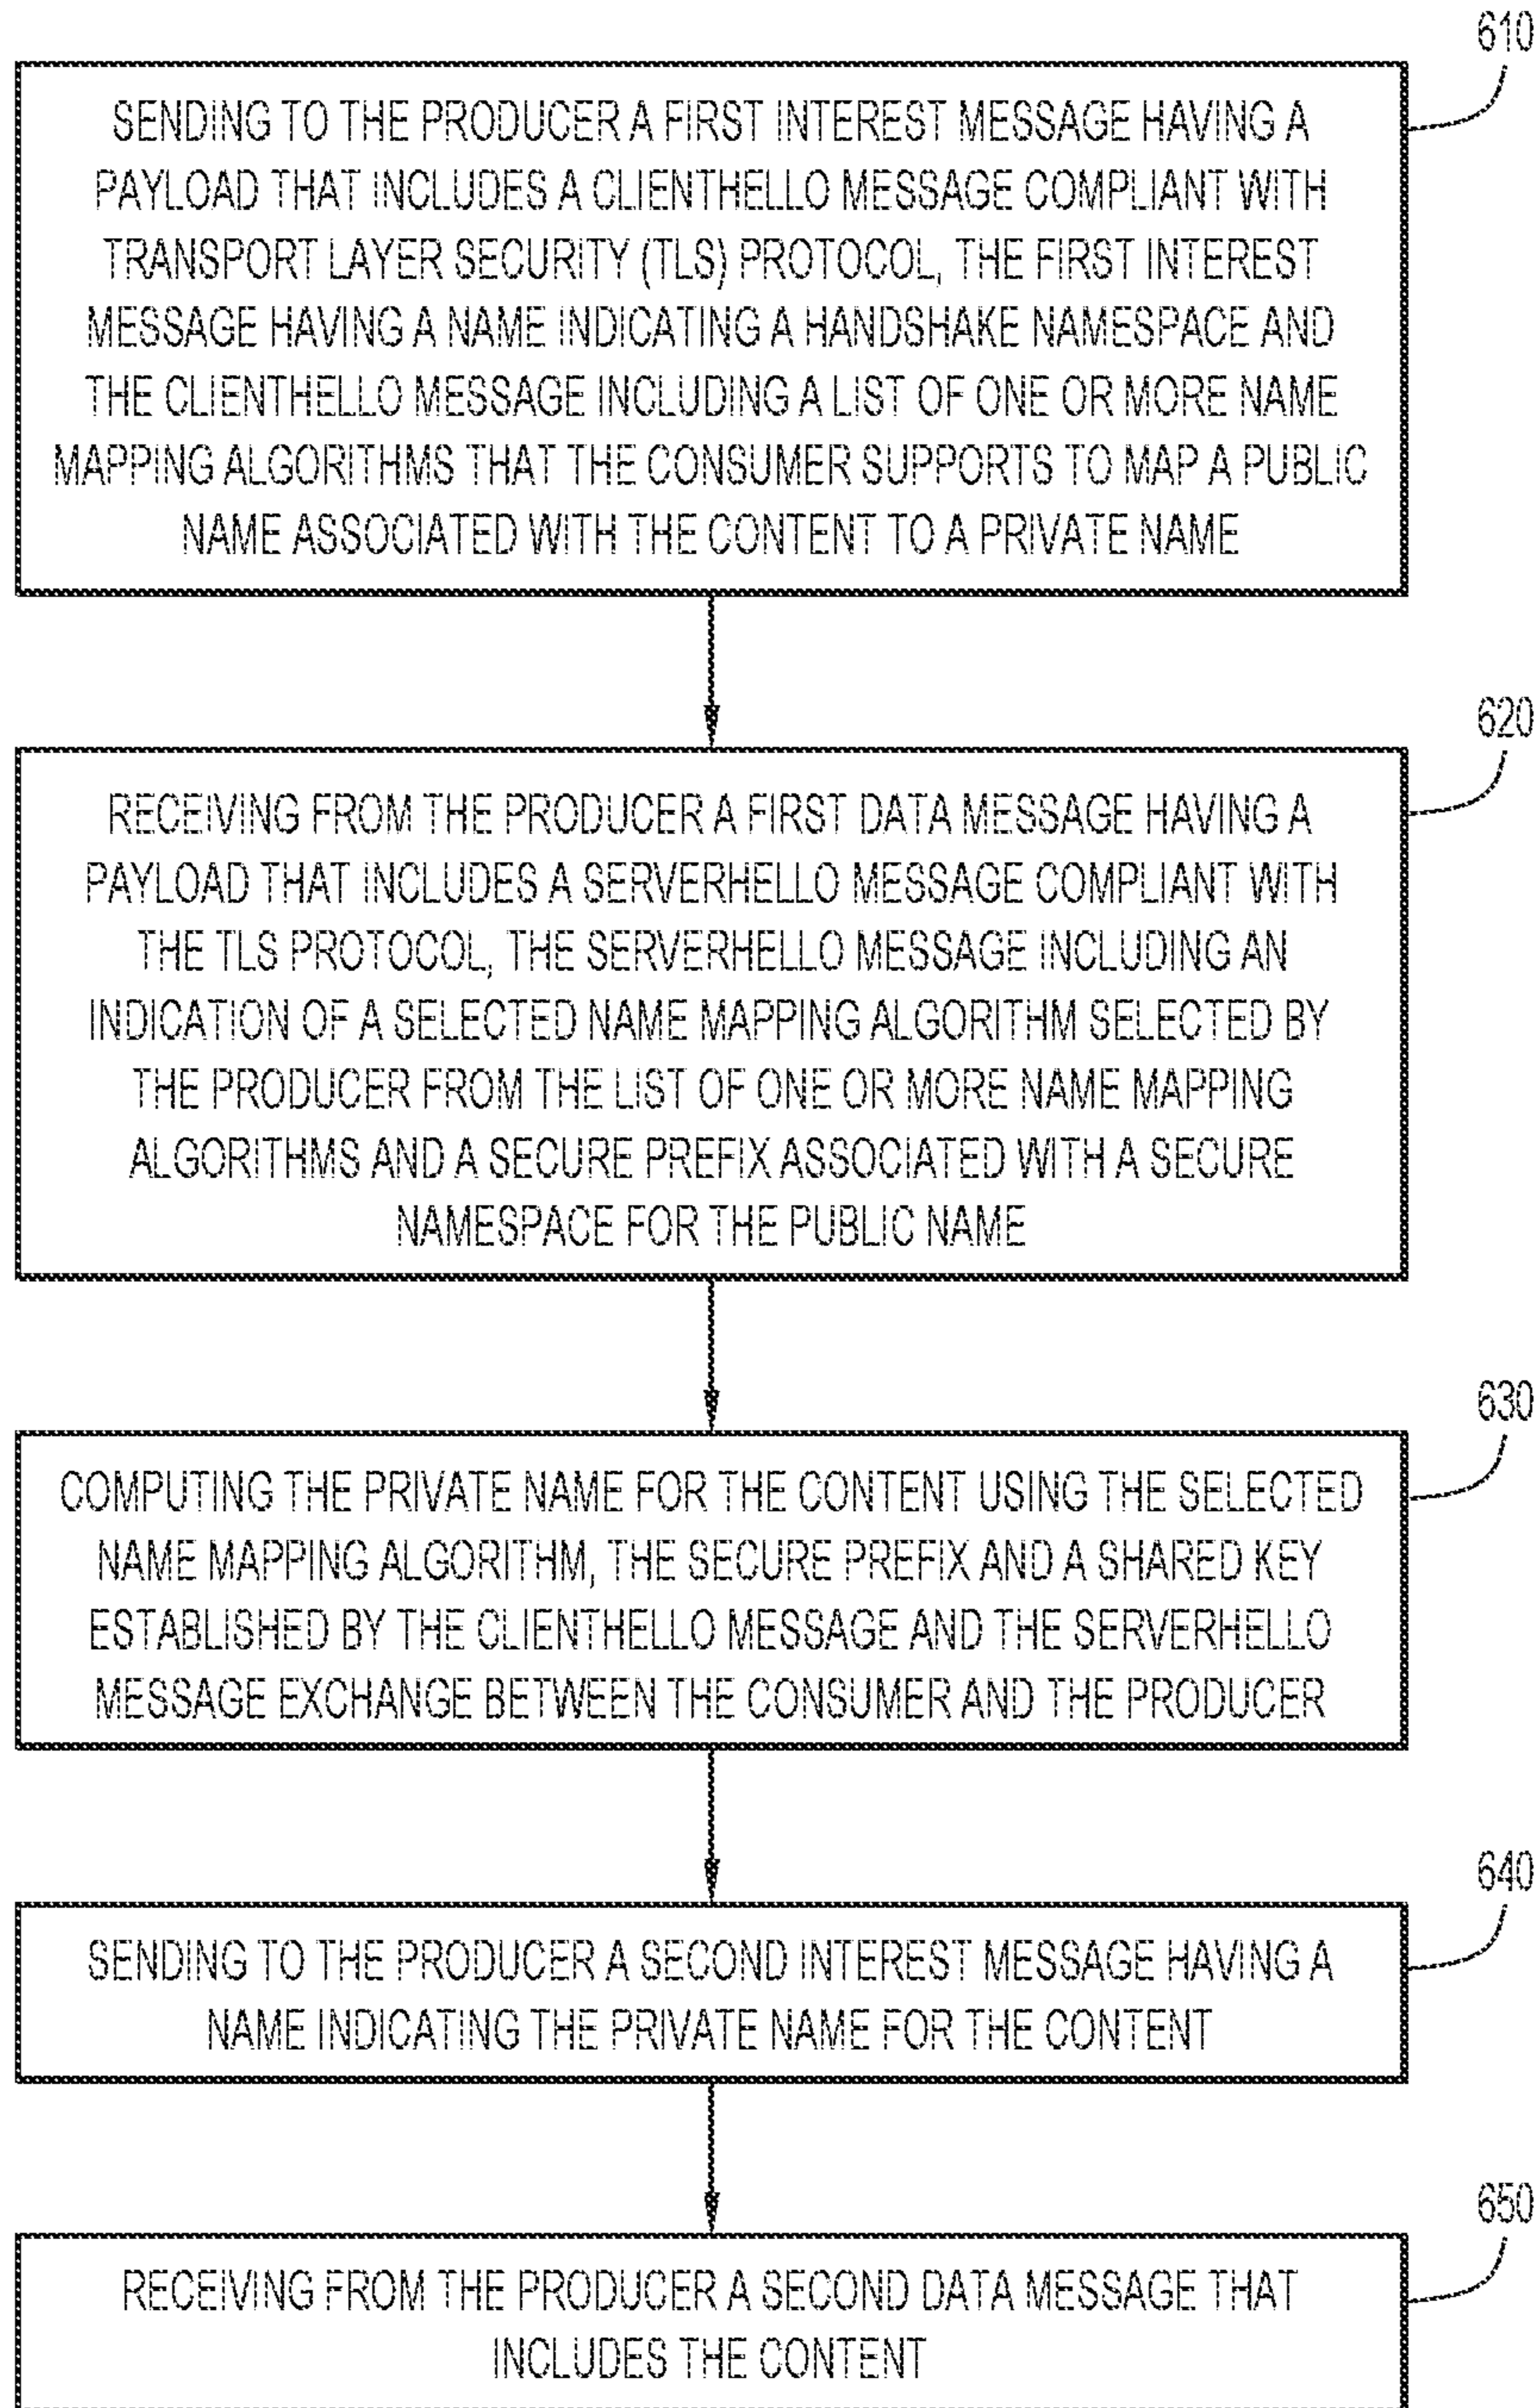 610
SENDING TO THE PRODUCER A FIRST INTEREST MESSAGE HAVING A
PAYLOAD THAT INCLUDES A CLIENTHELLO MESSAGE COMPLIANT WITH
TRANSPORT LAYER SECURITY (TLS) PROTOCOL, THE FIRST INTEREST
MESSAGE HAVING A NAME INDICATING A HANDSHAKE NAMESPACE AND
THE CLIENTHELLO MESSAGE INCLUDING A LIST OF ONE OR MORE NAME
MAPPING ALGORITHMS THAT THE CONSUMER SUPPORTS TO MAP A PUBLIC
NAME ASSOCIATED WITH THE CONTENT TO A PRIVATE NAME
620
RECEIVING FROM THE PRODUCER A FIRST DATA MESSAGE HAVING A
PAYLOAD THAT INCLUDES A SERVERHELLO MESSAGE COMPLIANT WITH
THE TLS PROTOCOL, THE SERVERHELLO MESSAGE INCLUDING AN
INDICATION OF A SELECTED NAME MAPPING ALGORITHM SELECTED BY
THE PRODUCER FROM THE LIST OF ONE OR MORE NAME MAPPING
ALGORITHMS AND A SECURE PREFIX ASSOCIATED WITH A SECURE
NAMESPACE FOR THE PUBLIC NAME
630
COMPUTING THE PRIVATE NAME FOR THE CONTENT USING THE SELECTED
NAME MAPPING ALGORITHM, THE SECURE PREFIX AND A SHARED KEY
ESTABLISHED BY THE CLIENTHELLO MESSAGE AND THE SERVERHELLO
MESSAGE EXCHANGE BETWEEN THE CONSUMER AND THE PRODUCER
640
SENDING TO THE PRODUCER A SECOND INTEREST MESSAGE HAVING A
NAME INDICATING THE PRIVATE NAME FOR THE CONTENT
650
RECEIVING FROM THE PRODUCER A SECOND DATA MESSAGE THAT
INCLUDES THE CONTENT